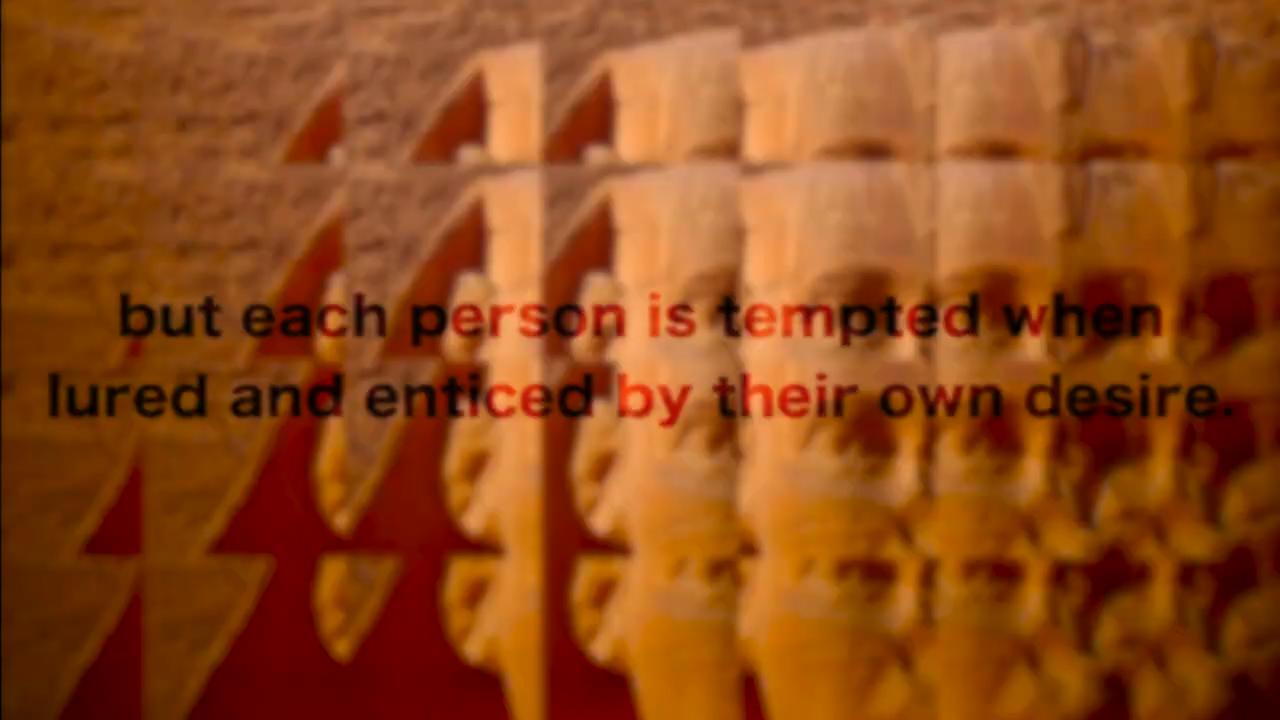 but each person is tempted when
lured and enticed by their own desire.